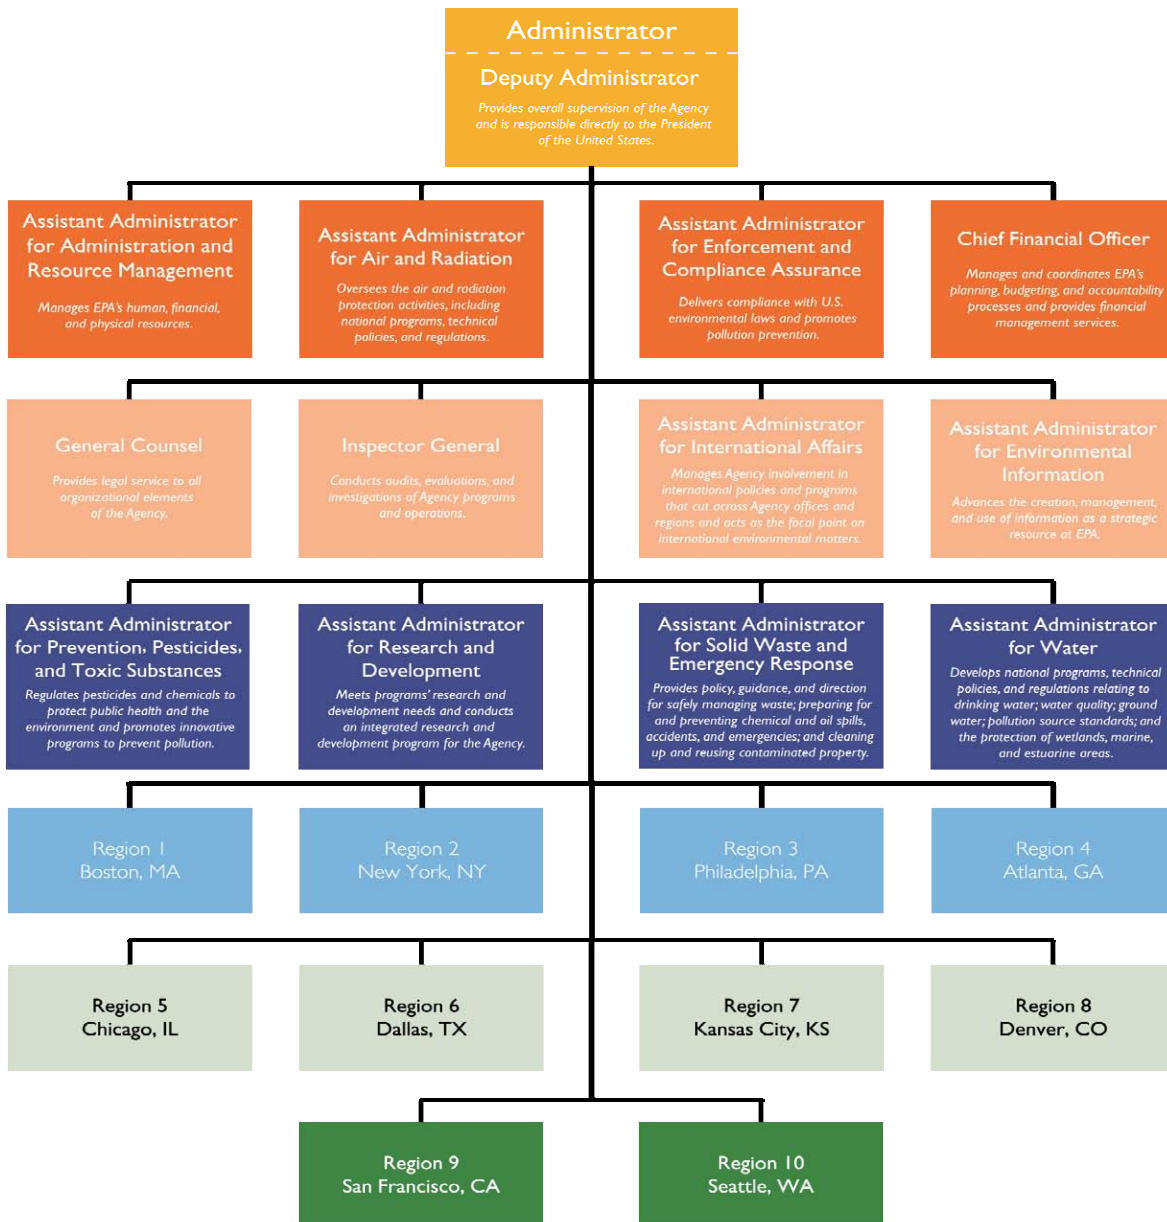 Administrator
Deputy Administrator
Provides overall supervision of the Agency
and is responsible directly to the President
of the United States.
Assistant Administrator
for Administration and
Resource Management
Manages EPA's human, financial,
and physical resources.
Assistant Administrator
for Air and Radiation
Oversees the air and radiation
protection activities, including
national programs, technical
policies, and regulations.
Assistant Administrator
for Enforcement and
Compliance Assurance
Delivers compliance with U.S.
environmental laws and promotes
pollution prevention.
Chief Financial Officer
Manages and coordinates EPA's
planning, budgeting, and accountability
processes and provides financial
management services.
General Counsel
Provides legal service to all
organizational elements
of the Agency.
Inspector General
Conducts audits, evaluations, and
investigations of Agency programs
and operations.
Assistant Administrator
for International Affairs
Manages Agency involvement in
international policies and programs
that cut across Agency offices and
regions and acts as the focal point on
international environmental matters.
Assistant Administrator
for Environmental
Information
Advances the creation, management,
and use of information as a strategic
resource at EPA.
Assistant Administrator
for Prevention, Pesticides,
and Toxic Substances
Regulates pesticides and chemicals to
protect public health and the
environment and promotes innovative
programs to prevent pollution.
Assistant Administrator
for Research and
Development
Meets programs' research and
development needs and conducts
an integrated research and
development program for the Agency.
Assistant Administrator
for Solid Waste and
Emergency Response
Provides policy, guidance, and direction
for safely managing waste; preparing for
and preventing chemical and oil spills,
accidents, and emergencies; and cleaning
up and reusing contaminated property.
Assistant Administrator
for Water
Develops national programs, technical
policies, and regulations relating to
drinking water; water quality; ground
water; pollution source standards; and
the protection of wetlands, marine,
and estuarine areas.
Region 1
Boston, MA
Region 2
New York, NY
Region 3
Philadelphia, PA
Region 4
Atlanta, GA
Region 5
Chicago, IL
Region 6
Dallas, TX
Region 7
Kansas City, KS
Region 8
Denver, CO
Region 9
San Francisco, CA
Region 10
Seattle, WA